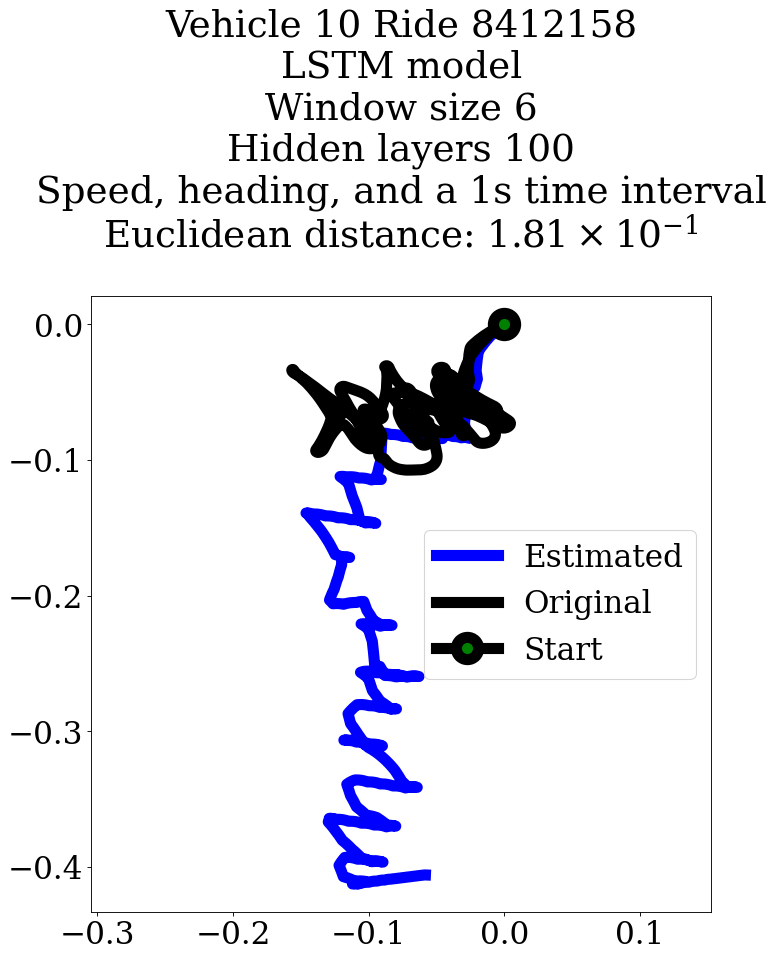 Vehicle 10 Ride 8412158
LSTM model
Window size 6
Hidden layers 100
Speed, heading, and a 1s time interval
Euclidean distance: 1.81 × 10⁻¹
0.0
−0.1
−0.2
−0.3
−0.4
Estimated
Original
Start
−0.3 −0.2 −0.1 0.0 0.1